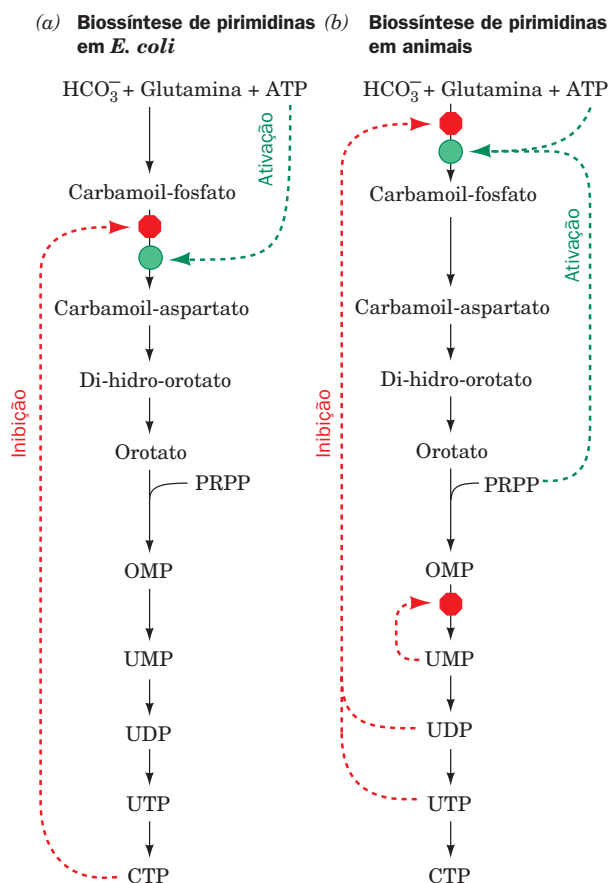 (a) Biossíntese de pirimidinas
em E. coli
HCO₃⁻ + Glutamina + ATP
Ativação
Carbamoil-fosfato
Carbamoil-aspartato
Di-hidro-orotato
Inibição
Orotato
PRPP
OMP
UMP
UDP
UTP
CTP
(b) Biossíntese de pirimidinas
em animais
HCO₃⁻ + Glutamina + ATP
Carbamoil-fosfato
Ativação
Carbamoil-aspartato
Di-hidro-orotato
Inibição
Orotato
PRPP
OMP
UMP
UDP
UTP
CTP